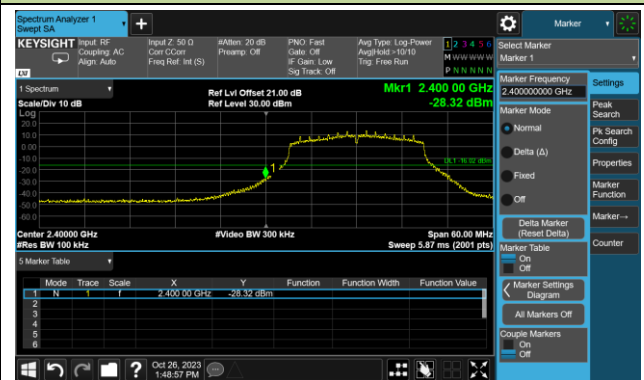 Spectrum Analyzer 1
Swept SA
+
Marker
KEYSIGHT
Input: RF
Coupling: AC
Align: Auto
Input Z: 50 Ω
Corr CCorr
Freq Ref: Int (S)
#Atten: 20 dB
Preamp: Off
PNO: Fast
Gate: Off
IF Gain: Low
Sig Track: Off
Avg Type: Log-Power
Avg|Hold:>10/10
Trig: Free Run
1 2 3 4 5 6
M W W W W W
P N N N N N
LXI
Select Marker
Marker 1
1 Spectrum
Scale/Div 10 dB
Log
Ref Lvl Offset 21.00 dB
Ref Level 30.00 dBm
Mkr1 2.400 00 GHz
-28.32 dBm
20.0
10.0
0.00
-10.0
-20.0
-30.0
-40.0
-50.0
-60.0
1
DL1 -16.02 dBm
Center 2.40000 GHz
#Res BW 100 kHz
#Video BW 300 kHz
Span 60.00 MHz
Sweep 5.87 ms (2001 pts)
5 Marker Table
Mode Trace Scale X Y Function Function Width Function Value
1 N 1 f 2.400 00 GHz -28.32 dBm
2
3
4
5
6
Marker Frequency
2.400000000 GHz
Marker Mode
Normal
Delta (Δ)
Fixed
Off
Delta Marker
(Reset Delta)
Marker Table
On
Off
Marker Settings
Diagram
All Markers Off
Couple Markers
On
Off
Settings
Peak
Search
Pk Search
Config
Properties
Marker
Function
Marker→
Counter
?
Oct 26, 2023
1:48:57 PM